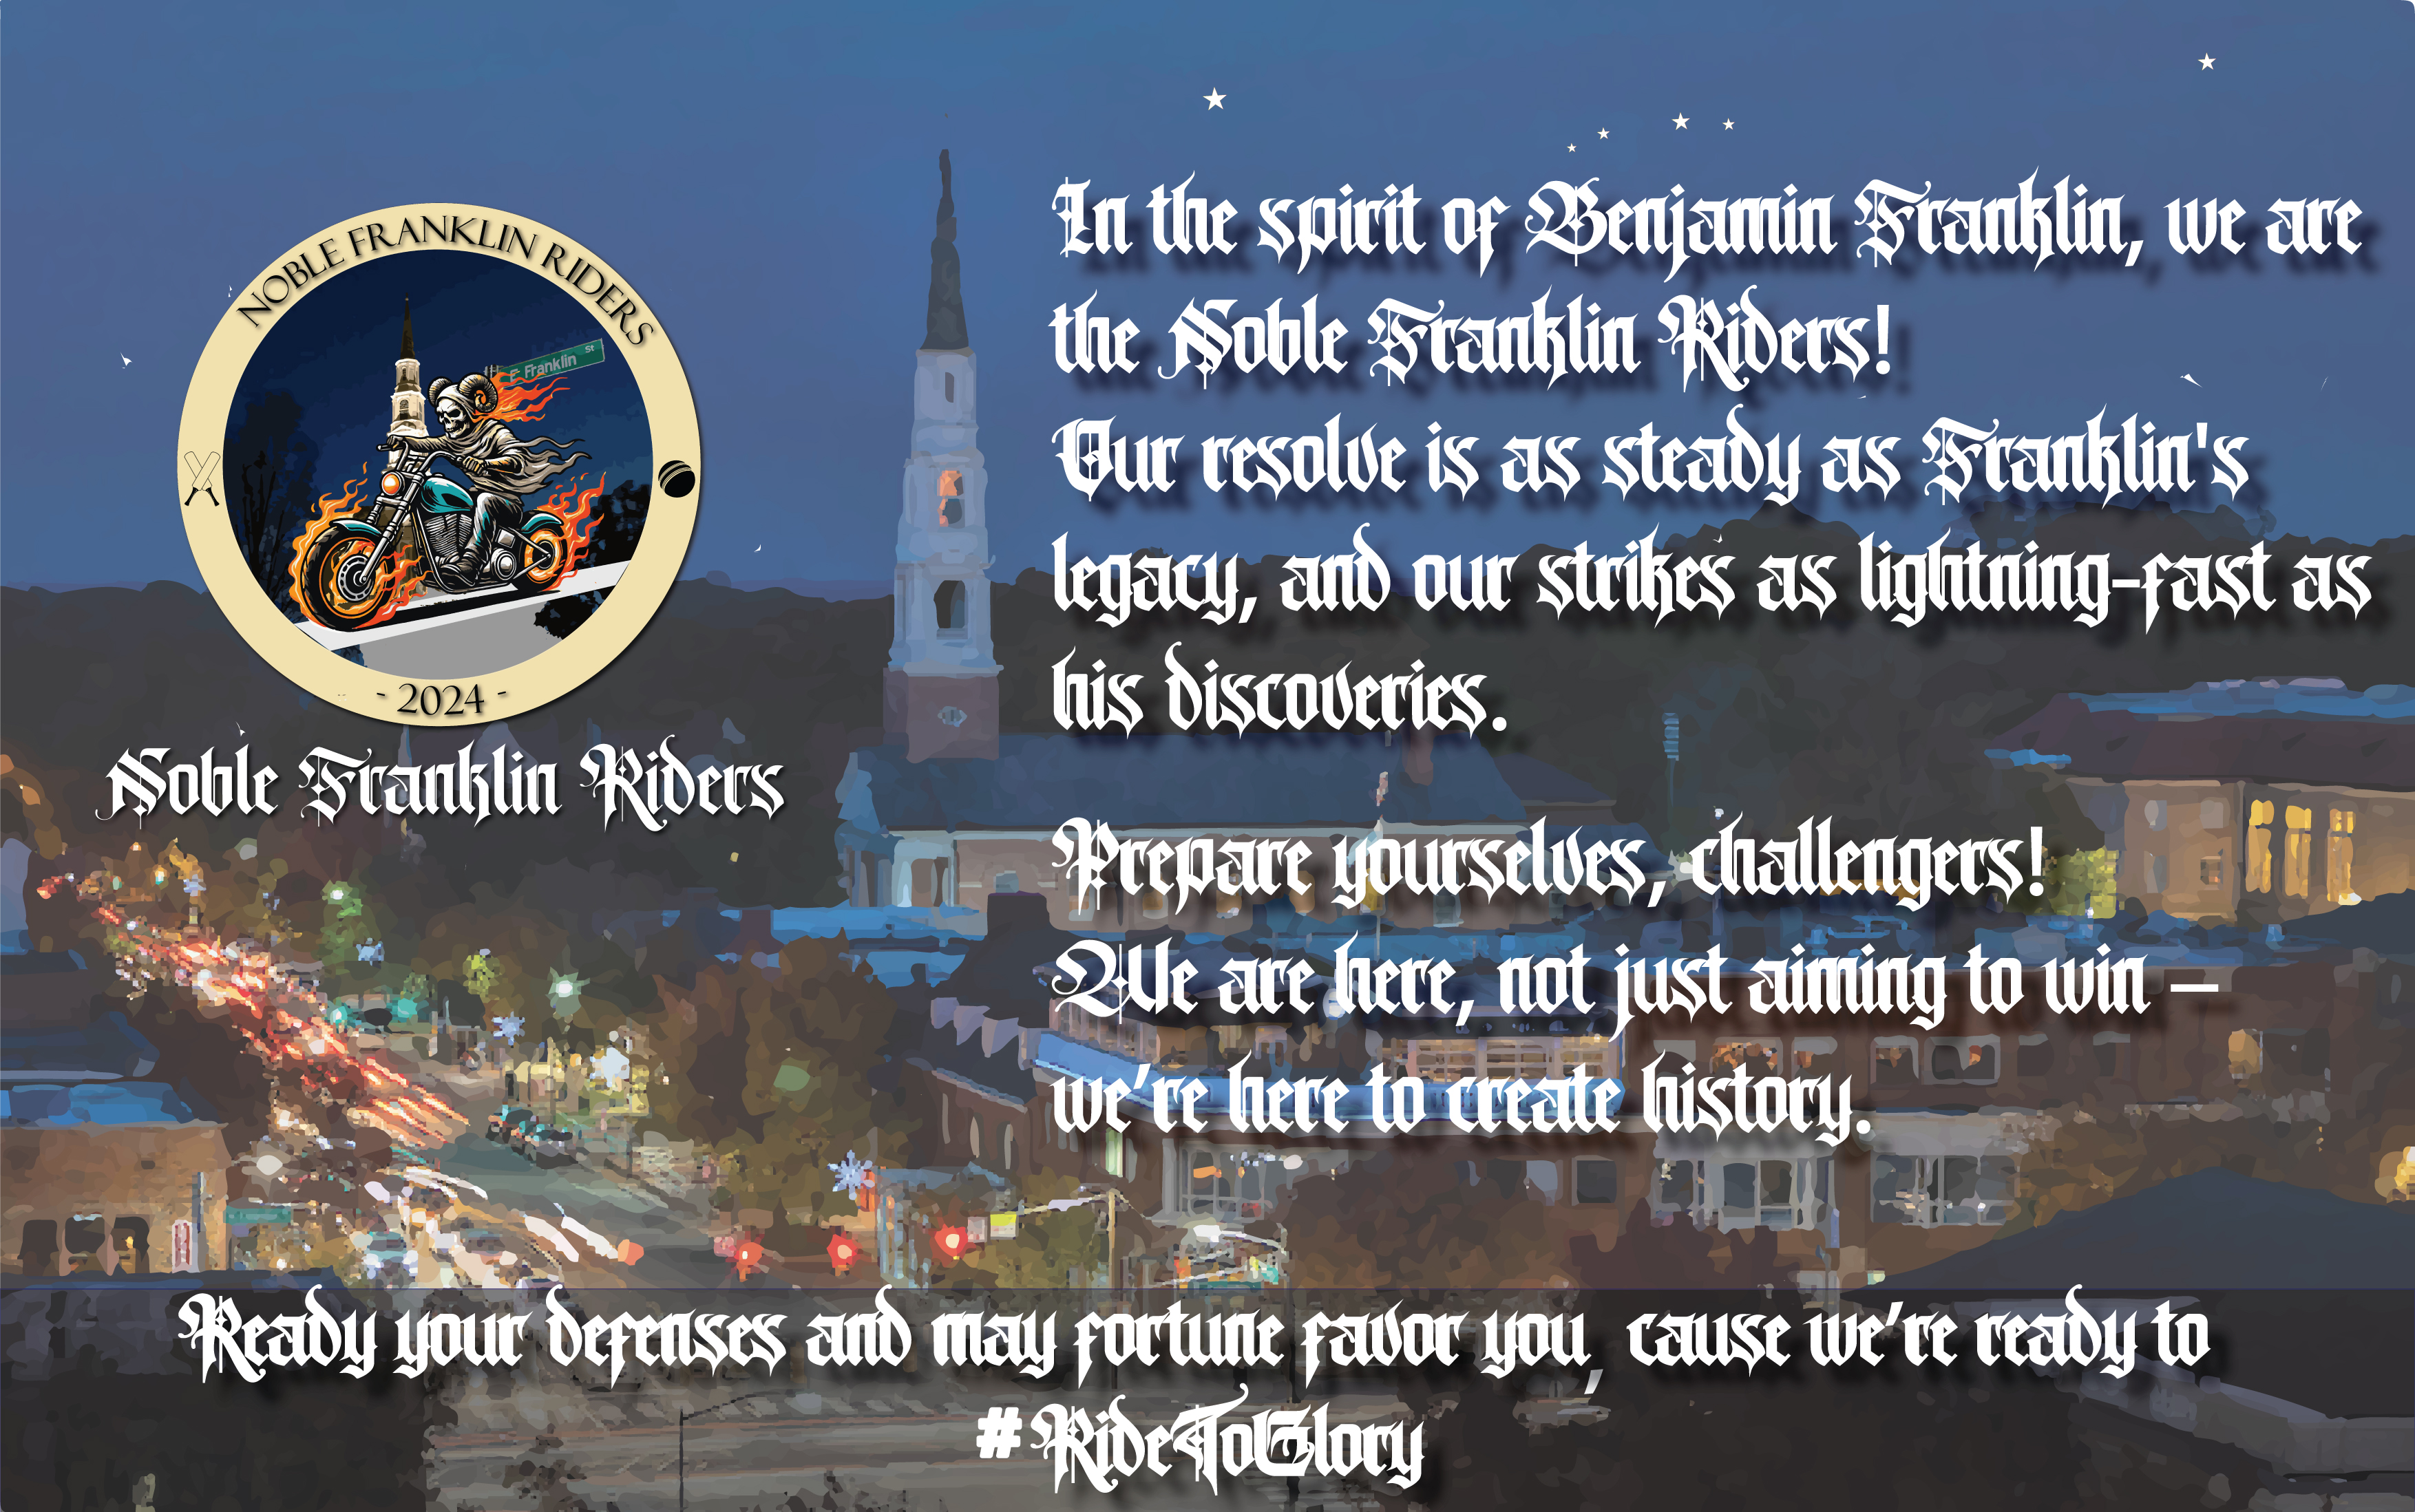 NOBLE FRANKLIN RIDERS
E Franklin St
- 2024 -
Noble Franklin Riders
In the spirit of Benjamin Franklin, we are
the Noble Franklin Riders!
Our resolve is as steady as Franklin's
legacy, and our strikes as lightning-fast as
his discoveries.
Prepare yourselves, challengers!
We are here, not just aiming to win –
we're here to create history.
Ready your defenses and may fortune favor you, cause we're ready to
#RideToGlory